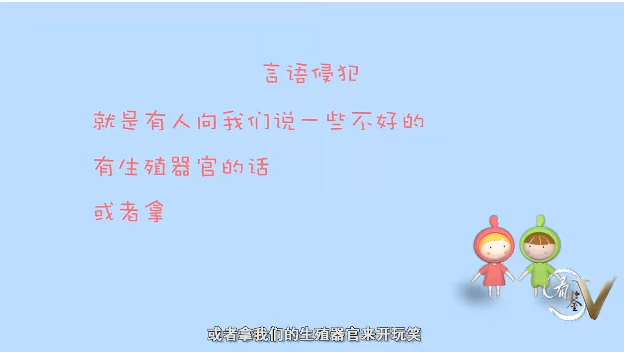 言语侵犯
就是有人向我们说一些不好的
有生殖器官的话
或者拿
看鉴
V
或者拿我们的生殖器官来开玩笑